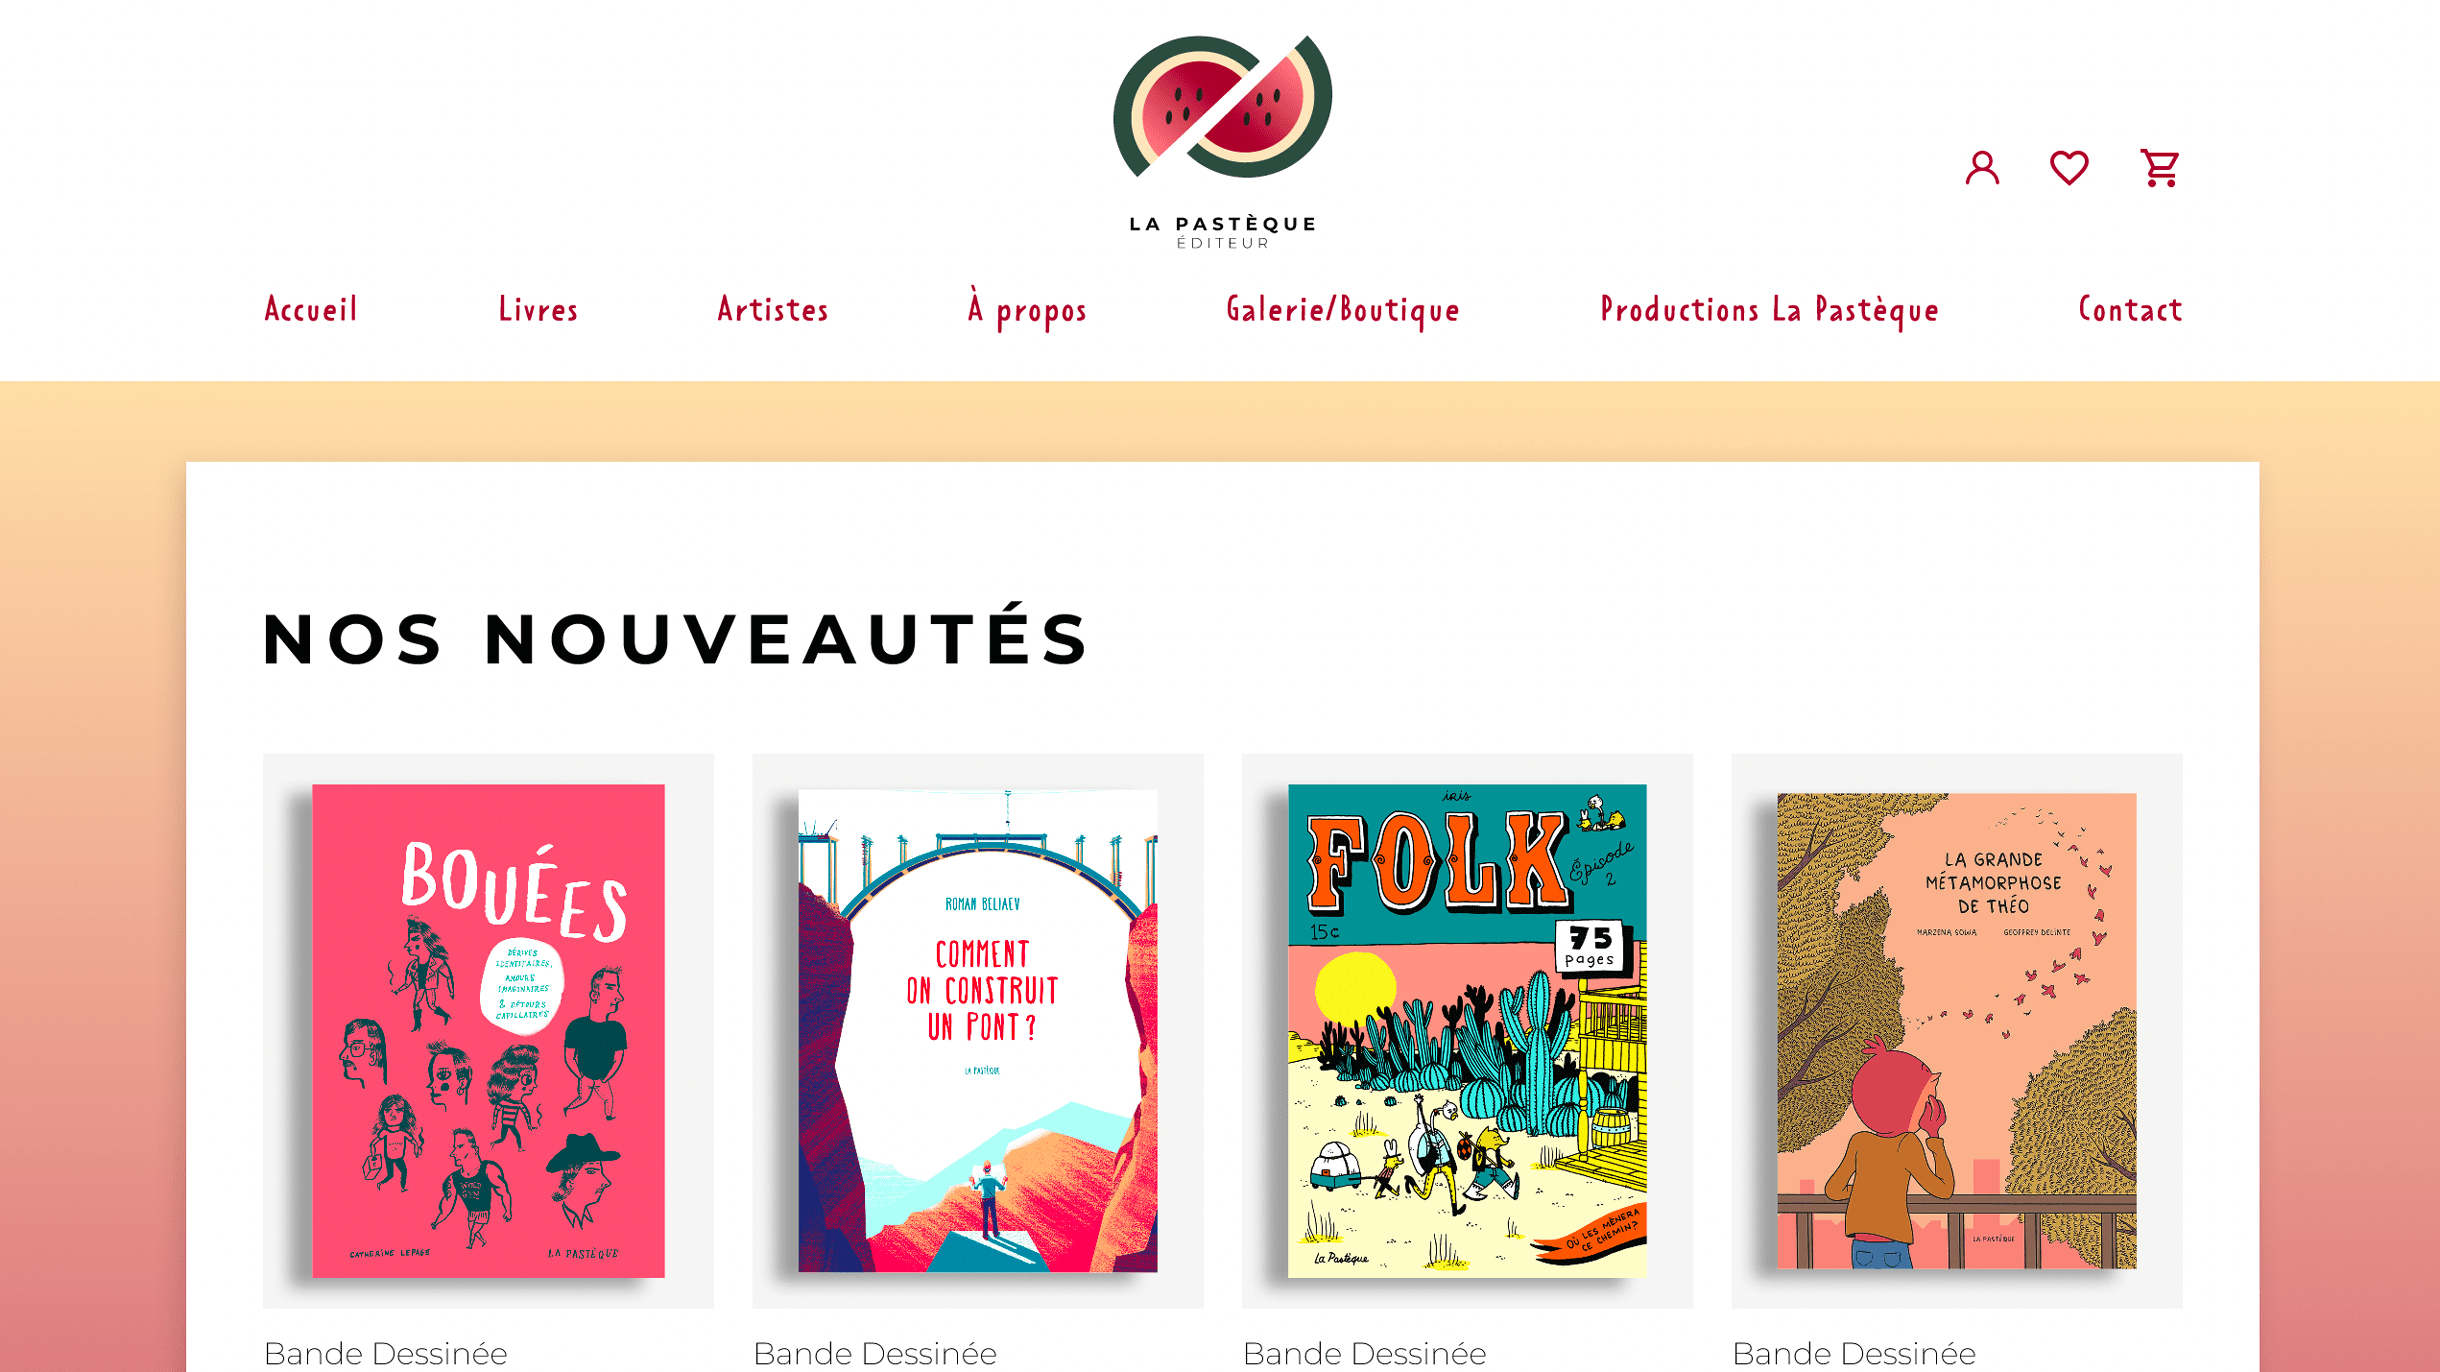 LA PASTÈQUE
ÉDITEUR
Accueil
Livres
Artistes
À propos
Galerie/Boutique
Productions La Pastèque
Contact
NOS NOUVEAUTÉS
BOUÉES
DÉRIVES
IDENTITAIRES,
AMOURS
IMAGINAIRES
& DÉTOURS
CAPILLAIRES
CATHERINE LEPAGE
LA PASTÈQUE
ROMAN BELIAEV
COMMENT
ON CONSTRUIT
UN PONT?
LA PASTÈQUE
iris
FOLK
Épisode
2
15¢
75
pages
OÙ LES MÈNERA
CE CHEMIN?
La Pastèque
LA GRANDE
MÉTAMORPHOSE
DE THÉO
MARZENA SOWA
GEOFFREY DELINTE
LA PASTÈQUE
Bande Dessinée
Bande Dessinée
Bande Dessinée
Bande Dessinée